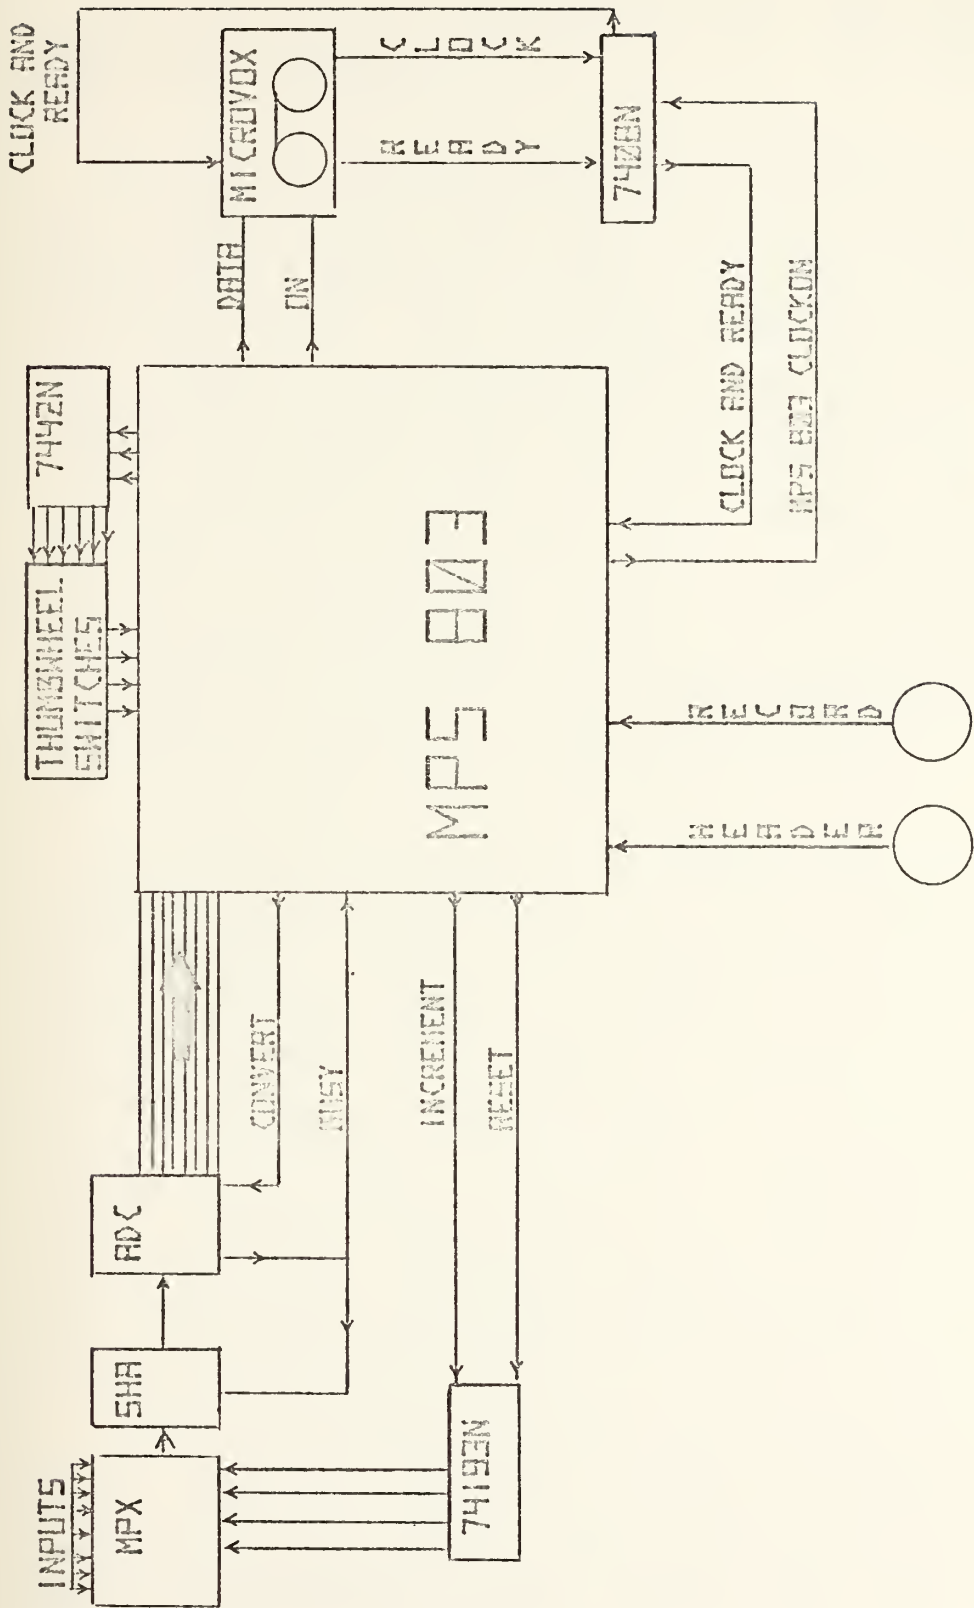 INPUTS
MPX
SHA
ADC
THUMBWHEEL
SWITCHES
7442N
CLOCK AND
READY
MICROVOX
DATA
ON
CLOCK
READY
7408N
CONVERT
BUSY
INCREMENT
RESET
74193N
MPS 803
CLOCK AND READY
MPS 803 CLOCKON
HEADER
RECORD